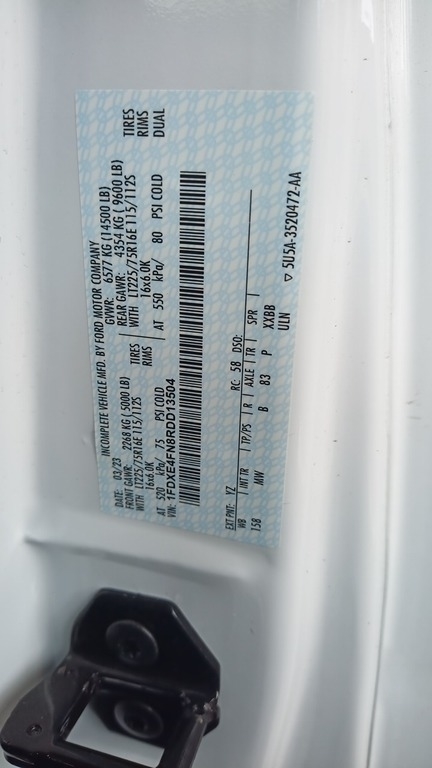 INCOMPLETE VEHICLE MFD. BY FORD MOTOR COMPANY
DATE: 03/23 GVWR: 6577 KG (14500 LB)
FRONT GAWR: 2268 KG (5000 LB) REAR GAWR: 4354 KG (9600 LB)
WITH LT225/75R16E 115/112S TIRES WITH LT225/75R16E 115/112S TIRES
16x6.0K RIMS 16x6.0K RIMS
AT 520 kPa/ 75 PSI COLD AT 550 kPa/ 80 PSI COLD DUAL
VIN: 1FDXE4FN8RDD13504
EXT PNT: YZ RC: 58 DSO:
WB INT TR TP/PS R AXLE TR SPR
158 MW B 83 P XXBB
ULN
▽ 5U5A-3520472-AA